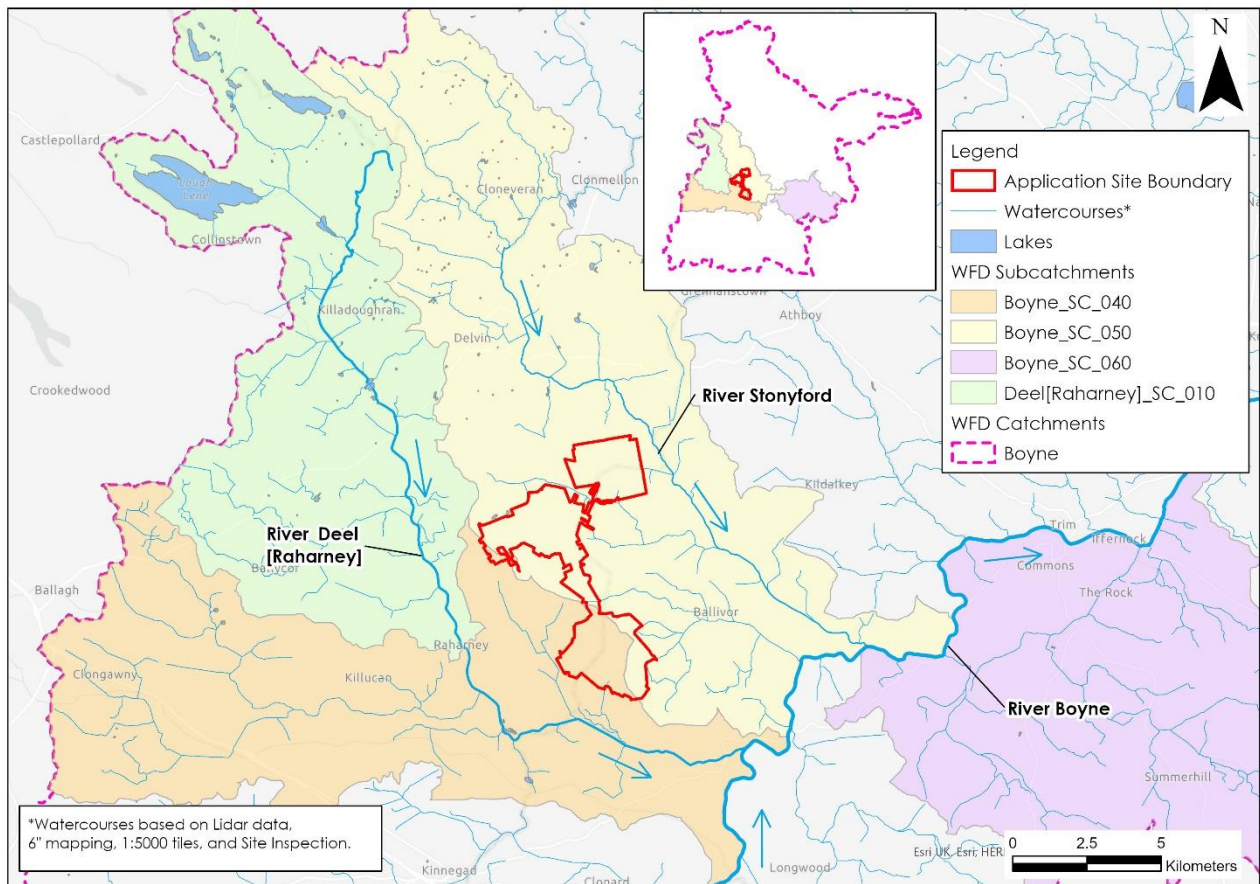 N
Legend
Application Site Boundary
Watercourses*
Lakes
WFD Subcatchments
Boyne_SC_040
Boyne_SC_050
Boyne_SC_060
Deel[Raharney]_SC_010
WFD Catchments
Boyne
Castlepollard
Lough
Lene
Collinstown
Cloneveran
Clonmellon
Killadoughran
Delvin
Athboy
Crookedwood
River Stonyford
Kildalkey
River Deel
[Raharney]
Trim
Iffernock
Commons
The Rock
Ballagh
Ballivor
Raharney
Clongawny
Killucan
River Boyne
Summerhill
*Watercourses based on Lidar data,
6" mapping, 1:5000 tiles, and Site Inspection.
Kinnegad
Clonard
Longwood
Esri UK, Esri, HER
0 2.5 5
Kilometers